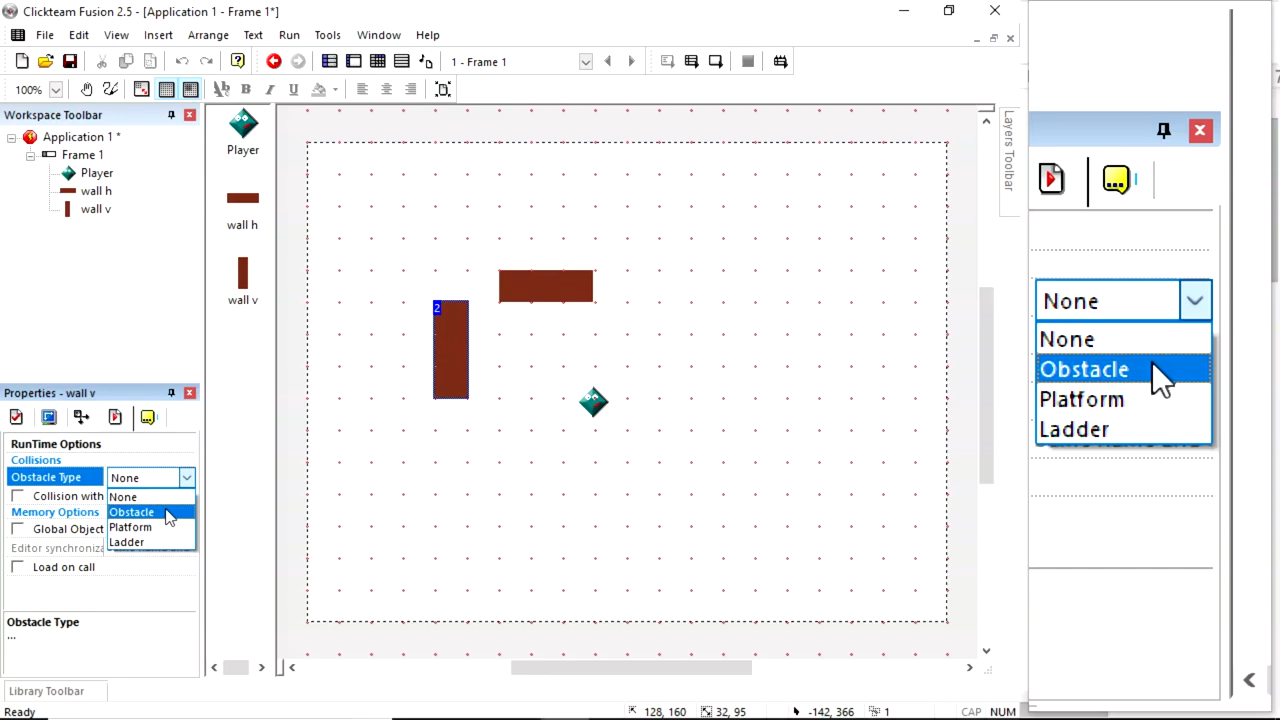 Clickteam Fusion 2.5 - [Application 1 - Frame 1*]
File Edit View Insert Arrange Text Run Tools Window Help
1 - Frame 1
100%
B I U
Workspace Toolbar
Application 1 *
Frame 1
Player
wall h
wall v
Player
wall h
wall v
2
Layers Toolbar
Properties - wall v
RunTime Options
Collisions
Obstacle Type None
Collision with
None
Obstacle
Platform
Ladder
Memory Options
Global Object
Editor synchroniz
Load on call
Obstacle Type
...
Library Toolbar
Ready
128, 160
32, 95
-142, 366
1
CAP NUM
None
None
Obstacle
Platform
Ladder